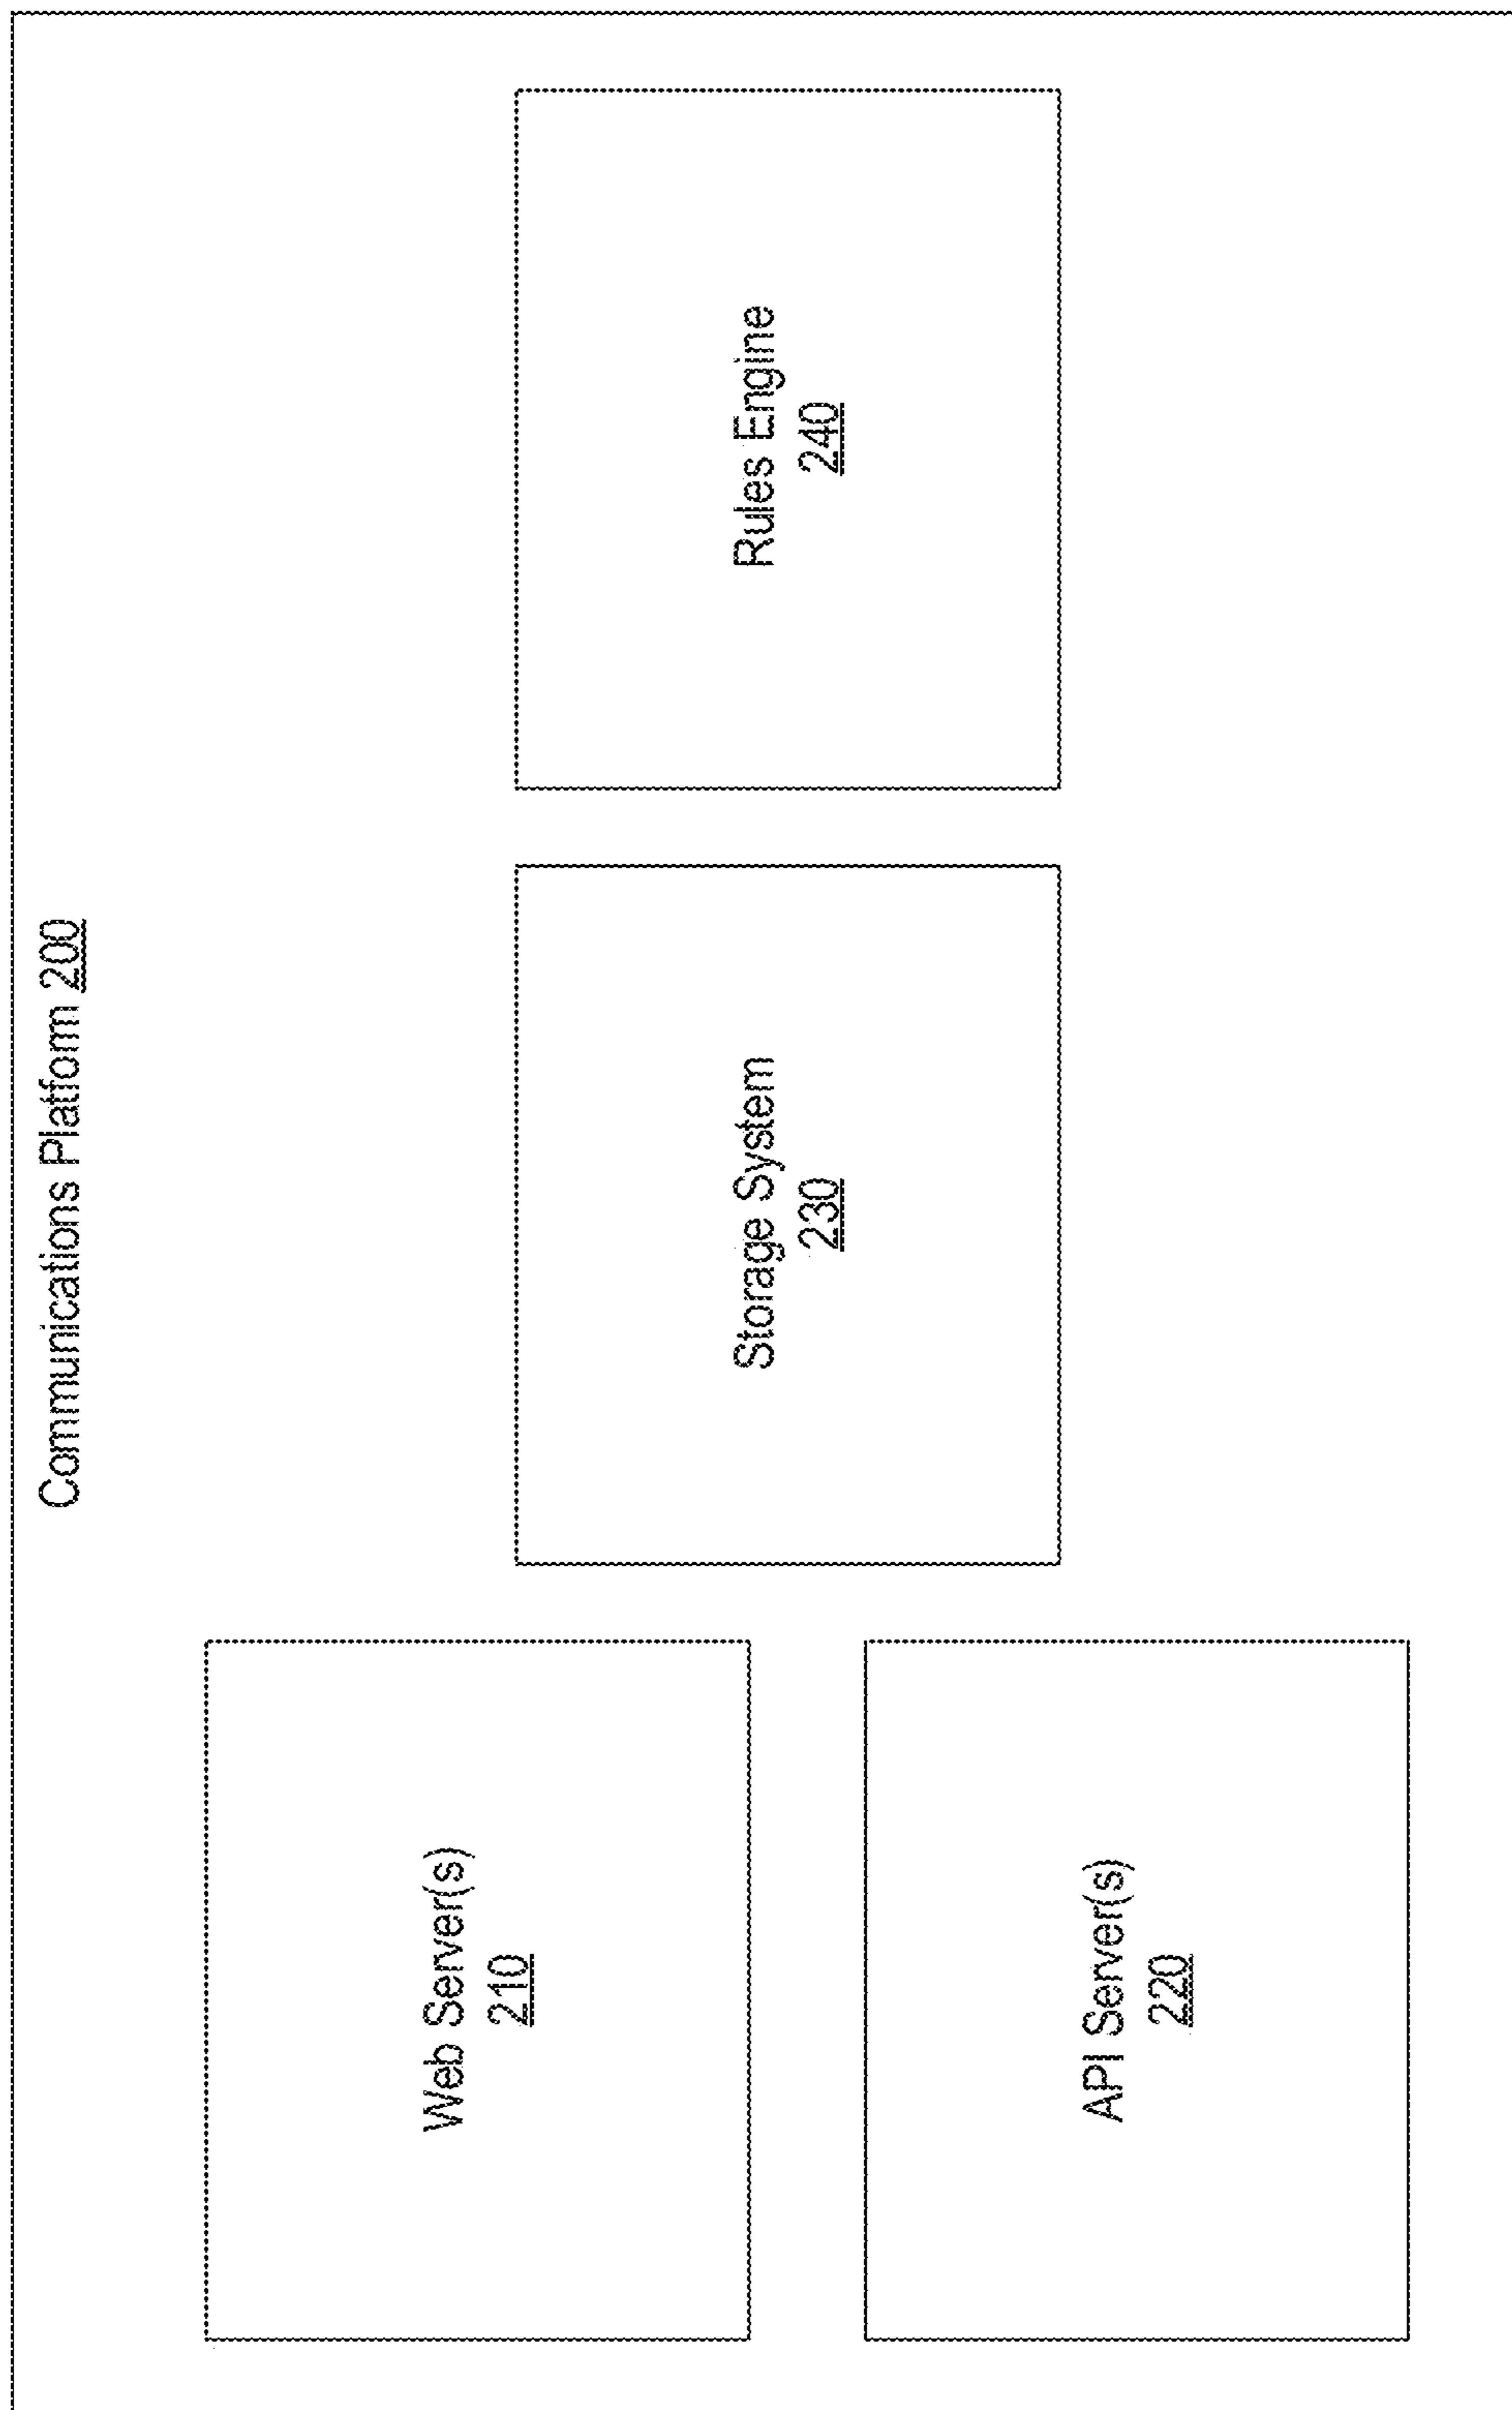 Communications Platform 200
Web Server(s)
210
API Server(s)
220
Storage System
230
Rules Engine
240